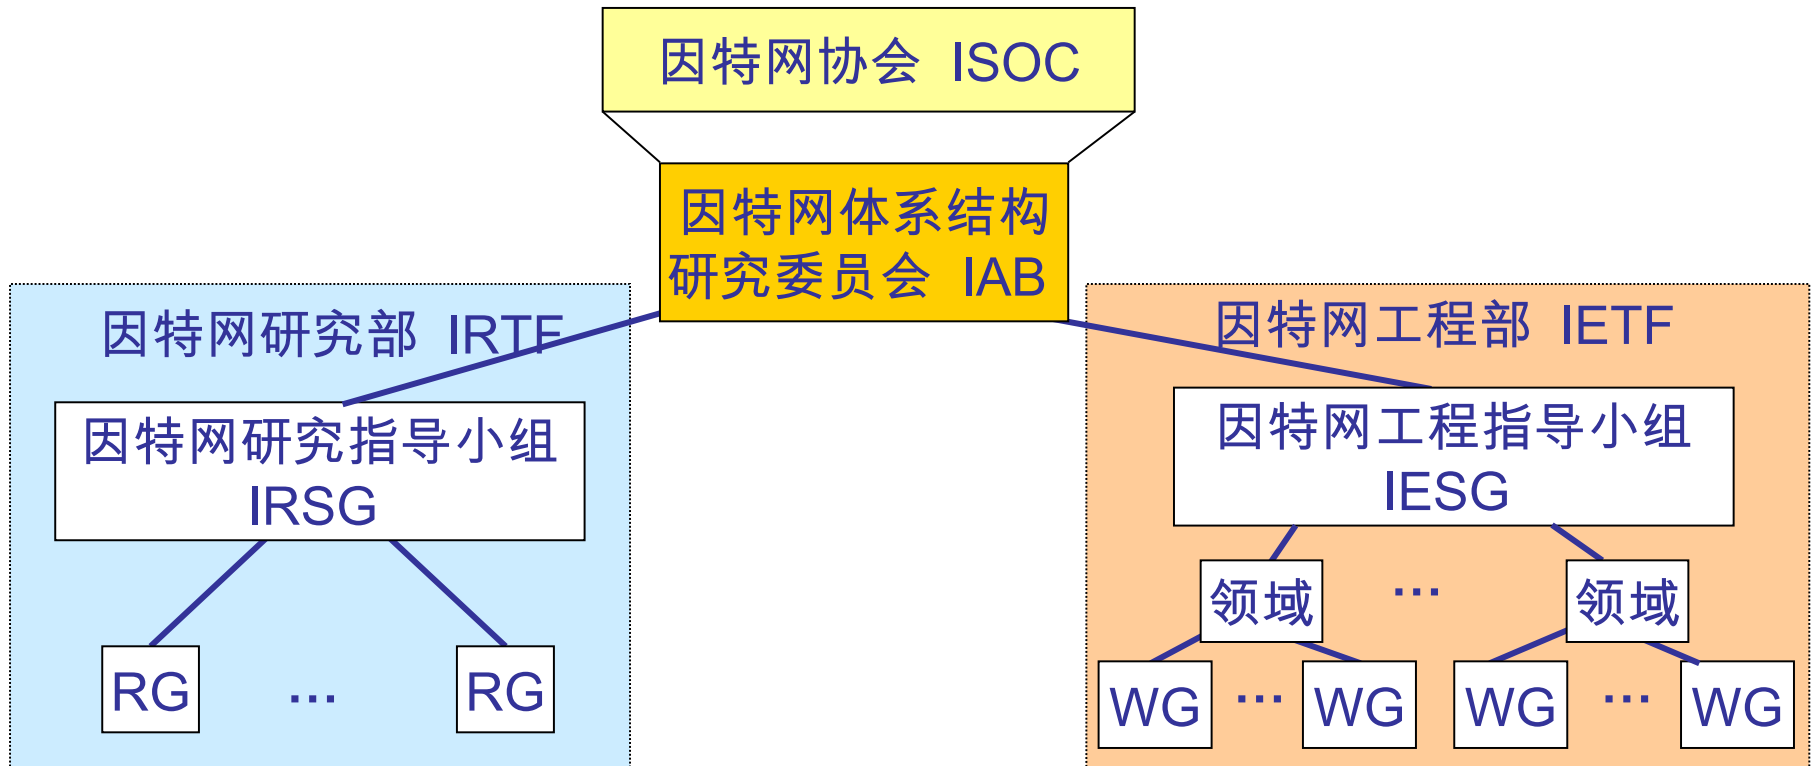 因特网协会 ISOC
因特网体系结构
研究委员会 IAB
因特网研究部 IRTF
因特网研究指导小组
IRSG
RG
...
RG
因特网工程部 IETF
因特网工程指导小组
IESG
领域
...
领域
WG
...
WG
WG
...
WG